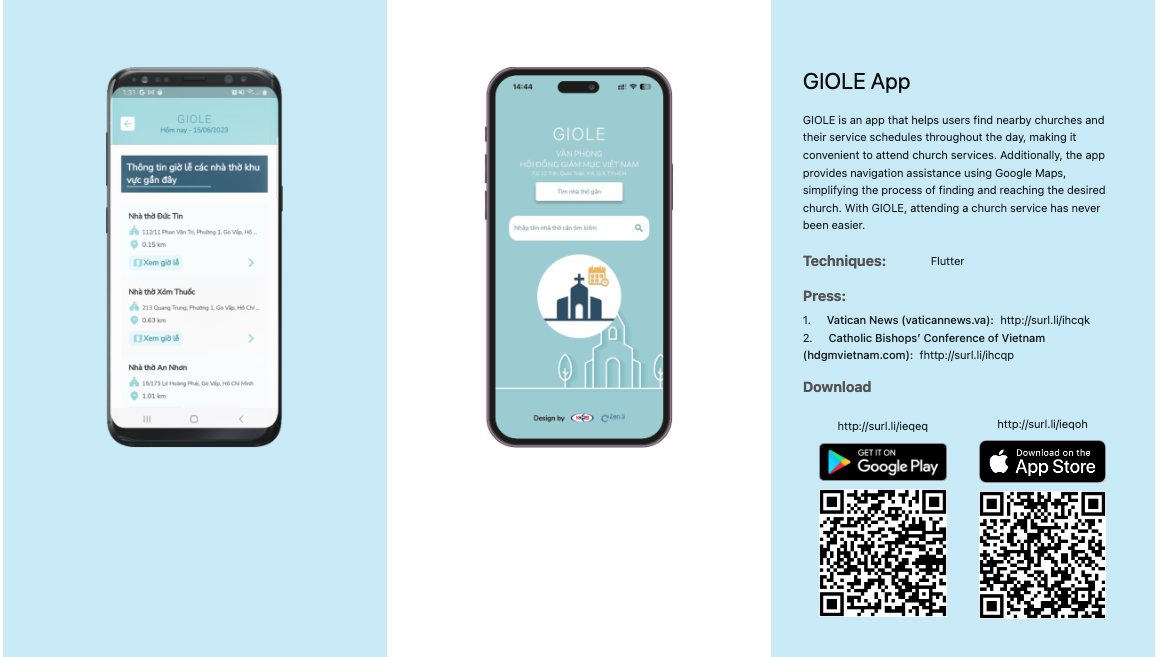 1:31
GIOLE
Hôm nay - 15/06/2023
Thông tin giờ lễ các nhà thờ khu
vực gần đây
Nhà thờ Đức Tin
112/11 Phan Văn Trị, Phường 1, Gò Vấp, Hồ ...
0.15 km
Xem giờ lễ
Nhà thờ Xóm Thuốc
213 Quang Trung, Phường 1, Gò Vấp, Hồ Chí ...
0.63 km
Xem giờ lễ
Nhà thờ An Nhơn
15/173 Lê Hoàng Phái, Gò Vấp, Hồ Chí Minh
1.01 km
14:44
GIOLE
VĂN PHÒNG
HỘI ĐỒNG GIÁM MỤC VIỆT NAM
Tìm nhà thờ gần
Nhập tên nhà thờ cần tìm kiếm
Design by
GIOLE App
GIOLE is an app that helps users find nearby churches and
their service schedules throughout the day, making it
convenient to attend church services. Additionally, the app
provides navigation assistance using Google Maps,
simplifying the process of finding and reaching the desired
church. With GIOLE, attending a church service has never
been easier.
Techniques: Flutter
Press:
1. Vatican News (vaticannews.va): http://surl.li/ihcqk
2. Catholic Bishops’ Conference of Vietnam
(hdgmvietnam.com): fhttp://surl.li/ihcqp
Download
http://surl.li/ieqeq
GET IT ON
Google Play
http://surl.li/ieqoh
Download on the
App Store